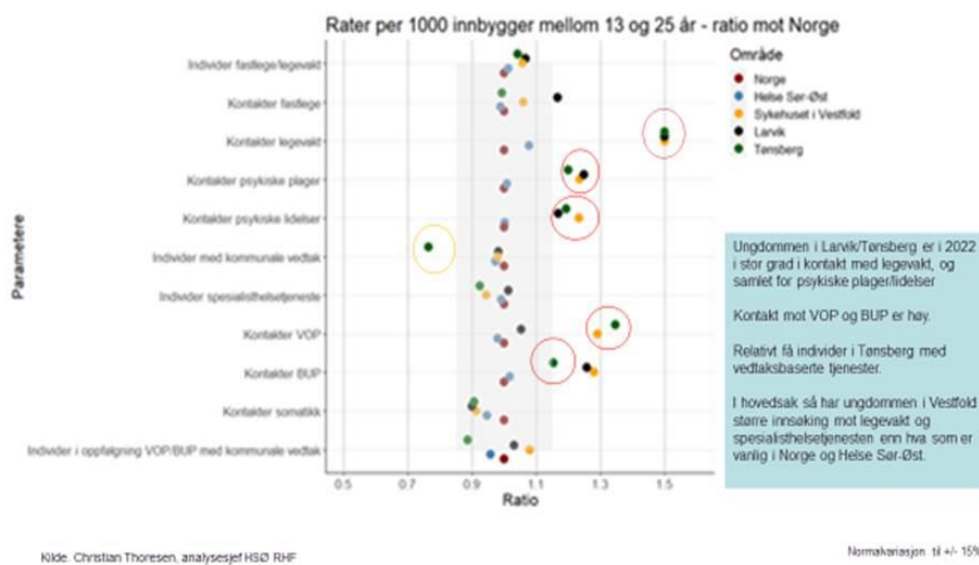 Rater per 1000 innbygger mellom 13 og 25 år - ratio mot Norge
Område
Norge
Helse Sør-Øst
Sykehuset i Vestfold
Larvik
Tønsberg
Parametere
Individer fastlege/legevakt
Kontakter fastlege
Kontakter legevakt
Kontakter psykiske plager
Kontakter psykiske lidelser
Individer med kommunale vedtak
Individer spesialisthelsetjeneste
Kontakter VOP
Kontakter BUP
Kontakter somatikk
Individer i oppfølgning VOP/BUP med kommunale vedtak
0.5 0.7 0.9 1.1 1.3 1.5
Ratio
Ungdommen i Larvik/Tønsberg er i 2022
i stor grad i kontakt med legevakt, og
samlet for psykiske plager/lidelser
Kontakt mot VOP og BUP er høy.
Relativt få individer i Tønsberg med
vedtaksbaserte tjenester.
I hovedsak så har ungdommen i Vestfold
større innsøking mot legevakt og
spesialisthelsetjenesten enn hva som er
vanlig i Norge og Helse Sør-Øst.
Kilde. Christian Thoresen, analysesjef HSØ RHF
Normalvariasjon til +/- 15%